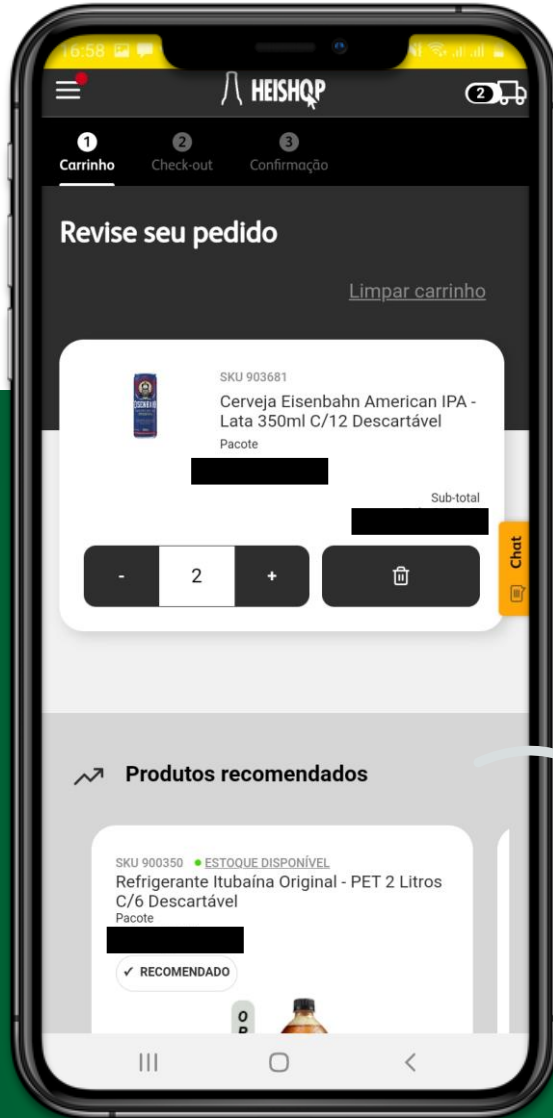 16:58
HEISHOP
2
1
2
3
Carrinho
Check-out
Confirmação
Revise seu pedido
Limpar carrinho
SKU 903681
Cerveja Eisenbahn American IPA -
Lata 350ml C/12 Descartável
Pacote
Sub-total
- 2 +
Chat
Produtos recomendados
SKU 900350 • ESTOQUE DISPONÍVEL
Refrigerante Itubaína Original - PET 2 Litros
C/6 Descartável
Pacote
✓ RECOMENDADO
O